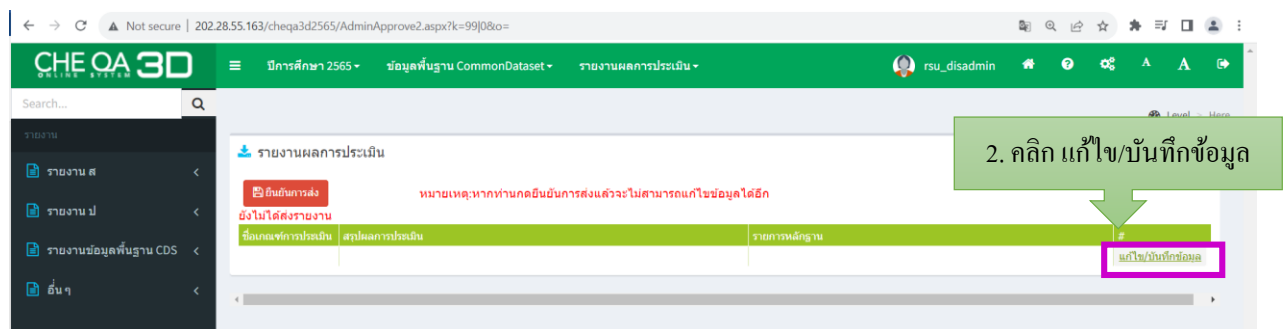 Not secure | 202.28.55.163/cheqa3d2565/AdminApprove2.aspx?k=99|0&o=
CHE QA 3D
ONLINE SYSTEM
ปีการศึกษา 2565
ข้อมูลพื้นฐาน CommonDataset
รายงานผลการประเมิน
rsu_disadmin
A A
Search...
Level > Here
รายงาน
2. คลิก แก้ไข/บันทึกข้อมูล
รายงานผลการประเมิน
รายงาน ส
ยืนยันการส่ง
หมายเหตุ:หากท่านกดยืนยันการส่งแล้วจะไม่สามารถแก้ไขข้อมูลได้อีก
รายงาน ป
ยังไม่ได้ส่งรายงาน
ชื่อเกณฑ์การประเมิน สรุปผลการประเมิน รายการหลักฐาน #
รายงานข้อมูลพื้นฐาน CDS
แก้ไข/บันทึกข้อมูล
อื่น ๆ